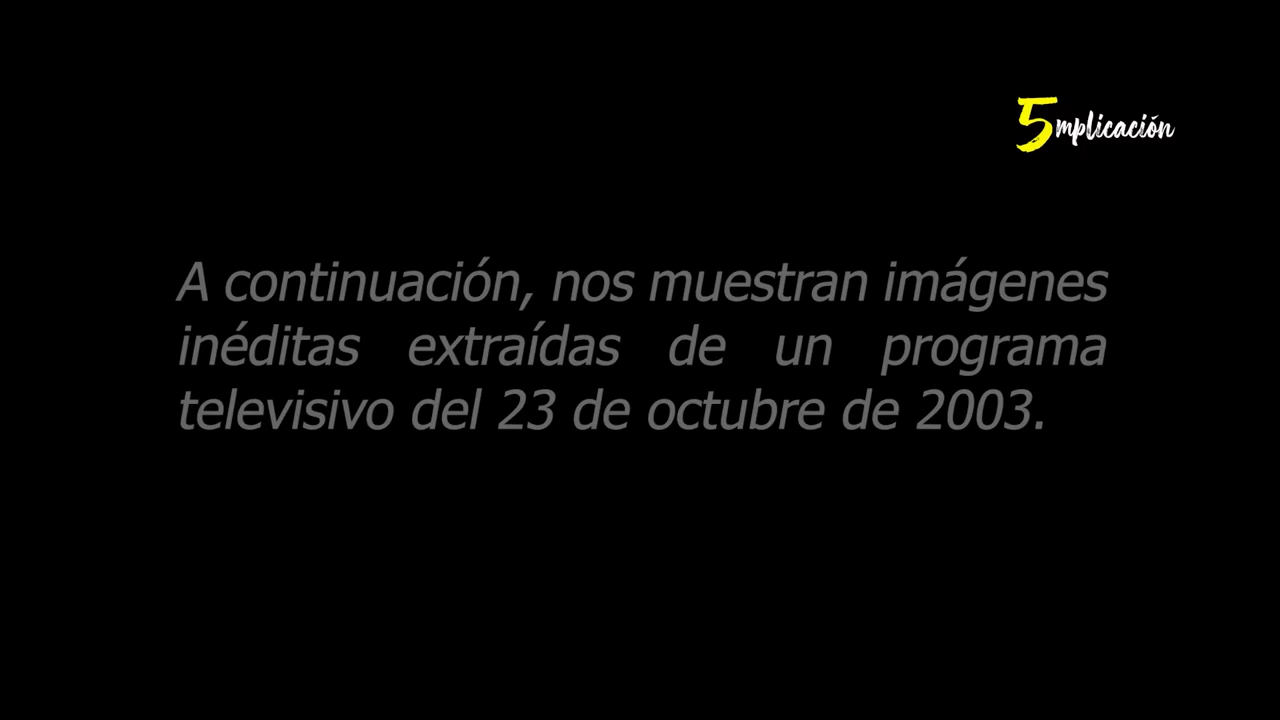 5mplicación
A continuación, nos muestran imágenes
inéditas extraídas de un programa
televisivo del 23 de octubre de 2003.